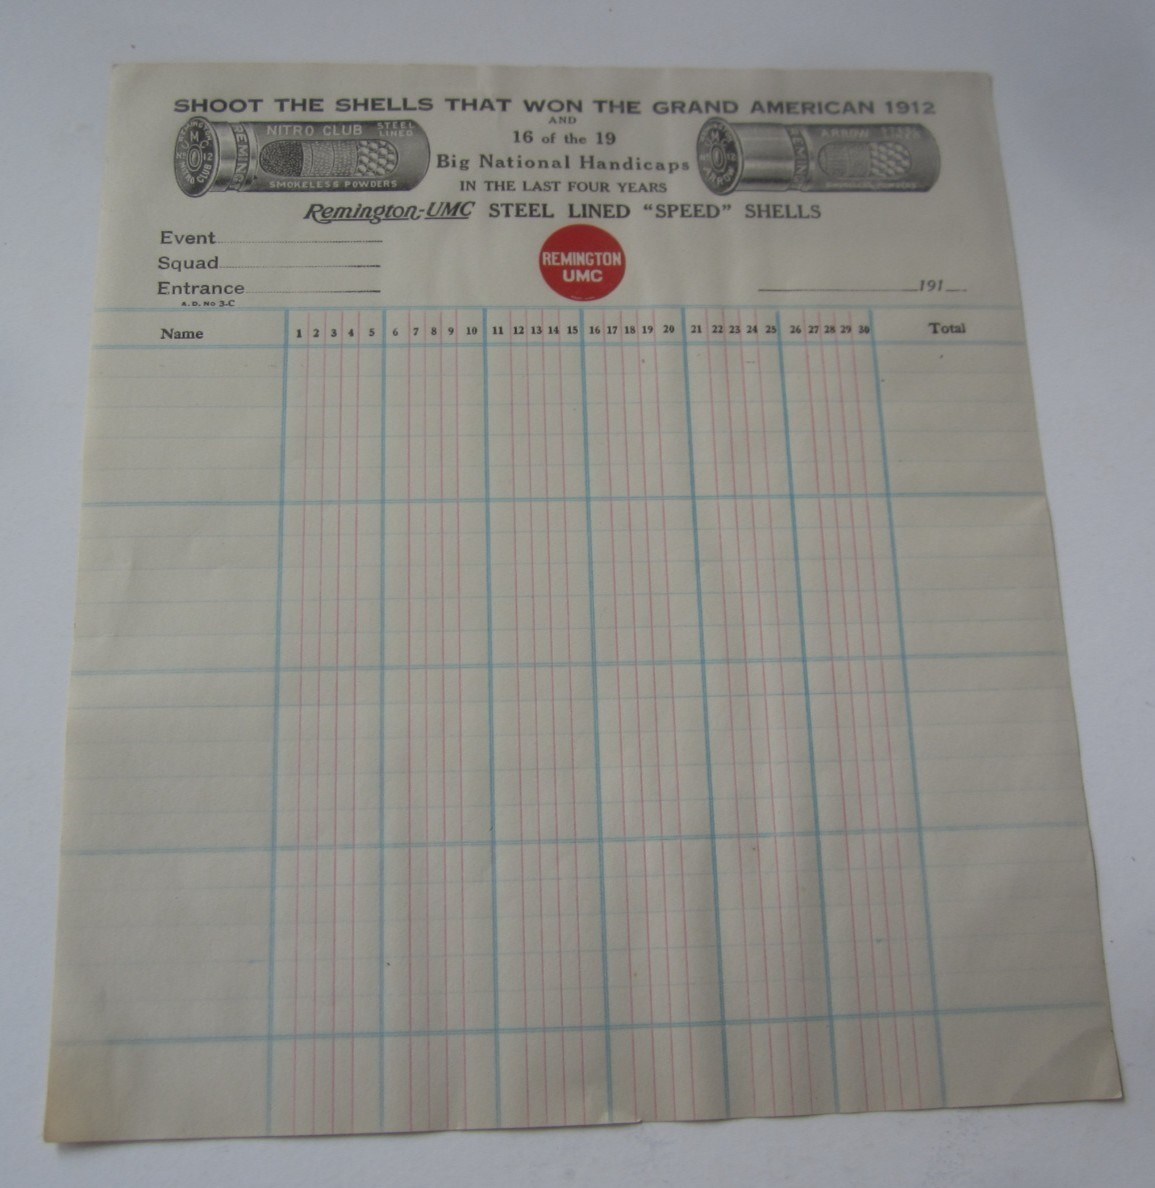 SHOOT THE SHELLS THAT WON THE GRAND AMERICAN 1912
AND
16 of the 19
Big National Handicaps
IN THE LAST FOUR YEARS
NITRO CLUB STEEL LINED
SMOKELESS POWDERS
ARROW
Remington-UMC STEEL LINED "SPEED" SHELLS
Event
Squad
Entrance
A. D. No 3-C
REMINGTON
UMC
191
Name 1 2 3 4 5 6 7 8 9 10 11 12 13 14 15 16 17 18 19 20 21 22 23 24 25 26 27 28 29 30 Total